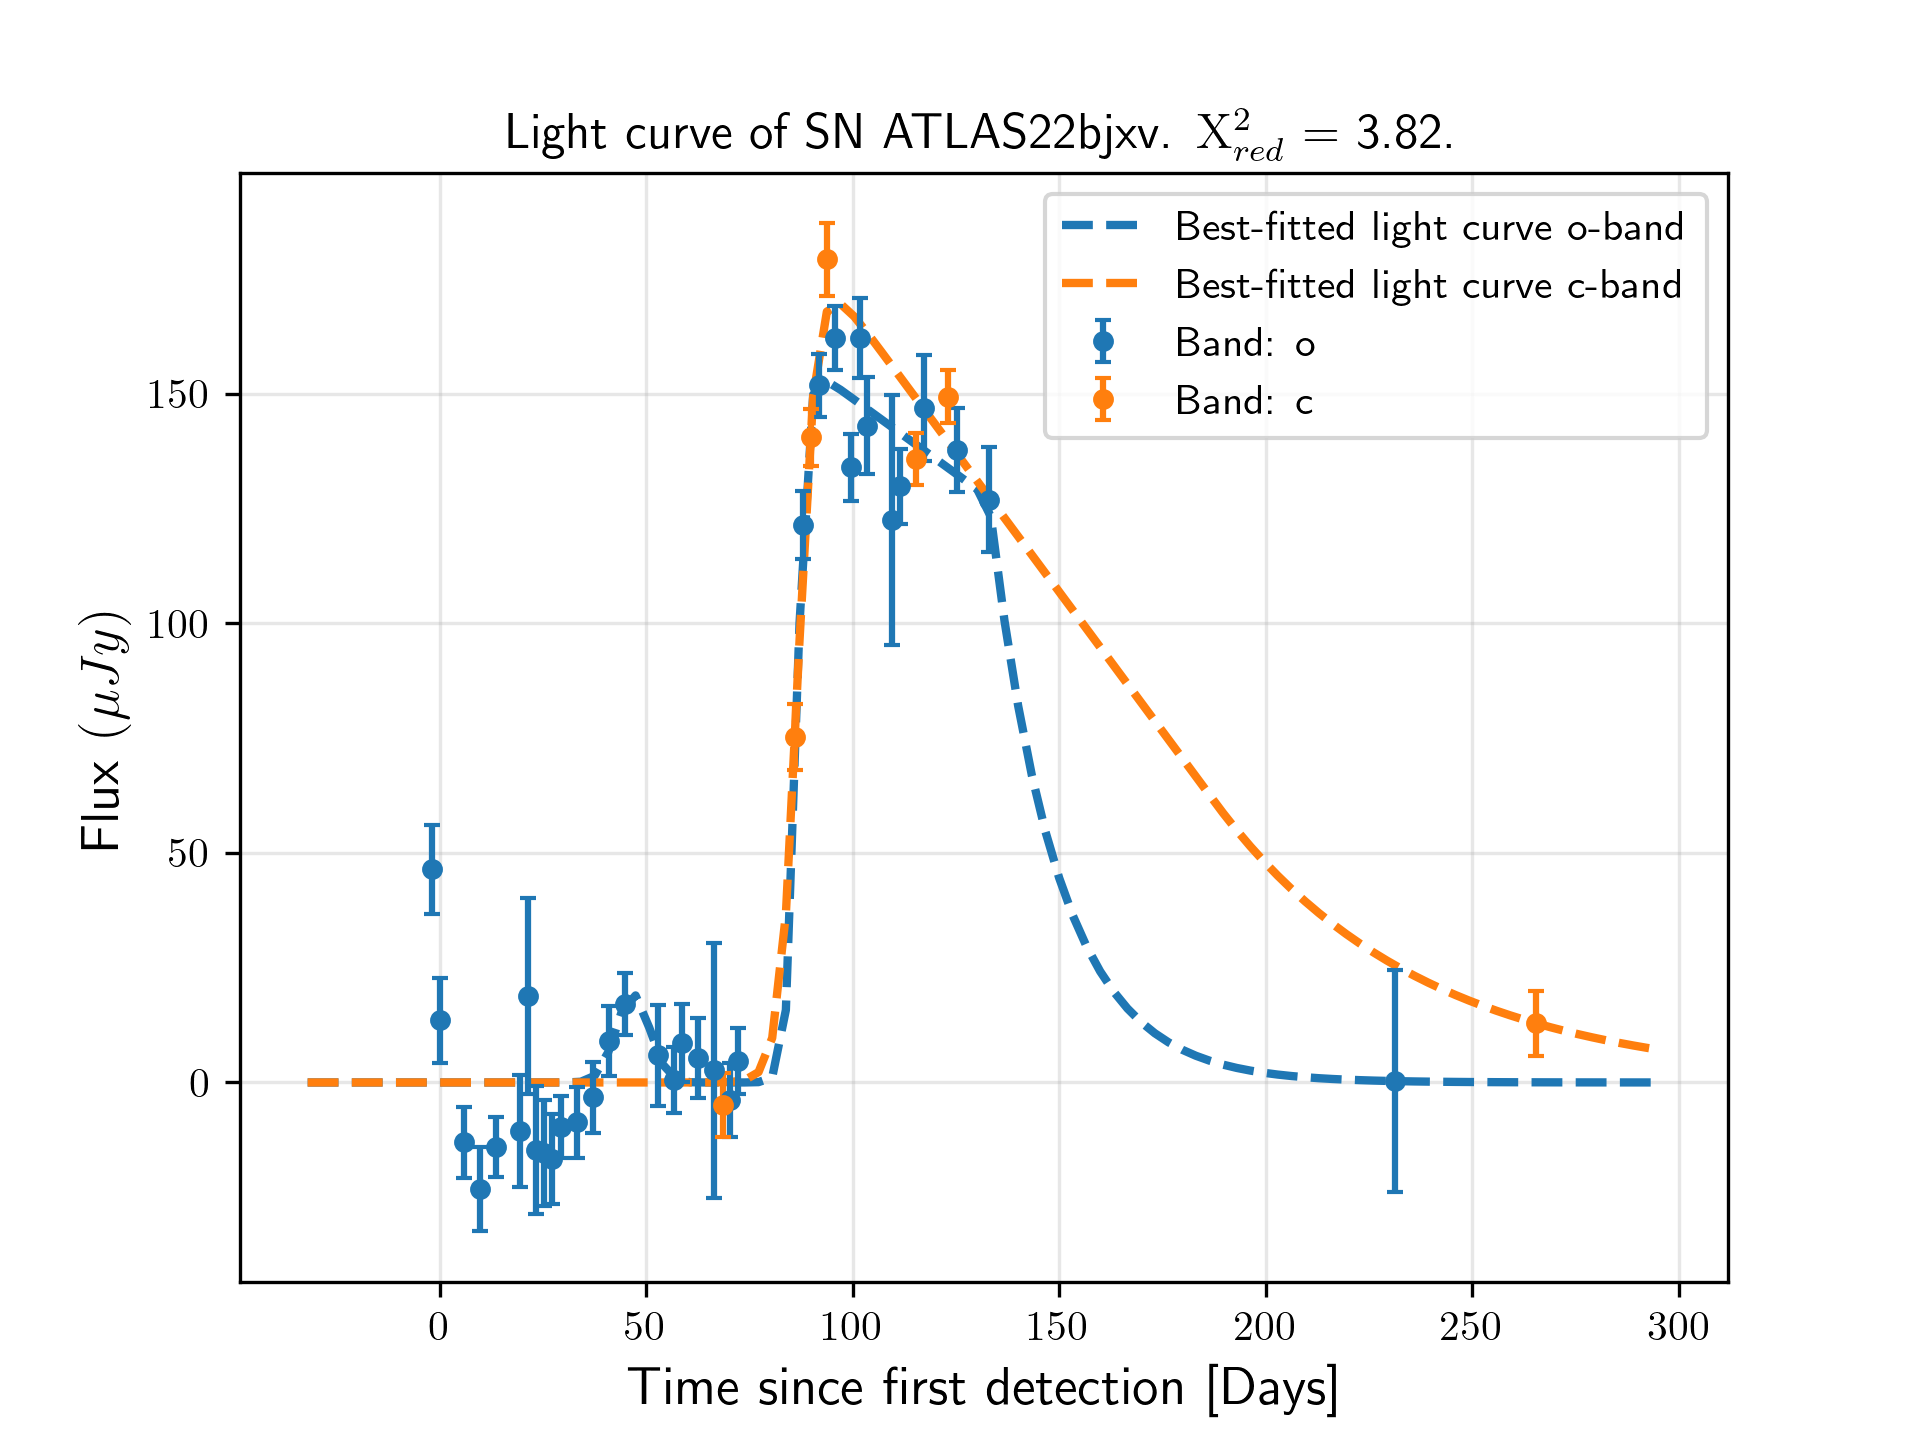 Light curve of SN ATLAS22bjxv. X²_red = 3.82.
Best-fitted light curve o-band
Best-fitted light curve c-band
Band: o
Band: c
Flux (μJy)
150
100
50
0
0 50 100 150 200 250 300
Time since first detection [Days]